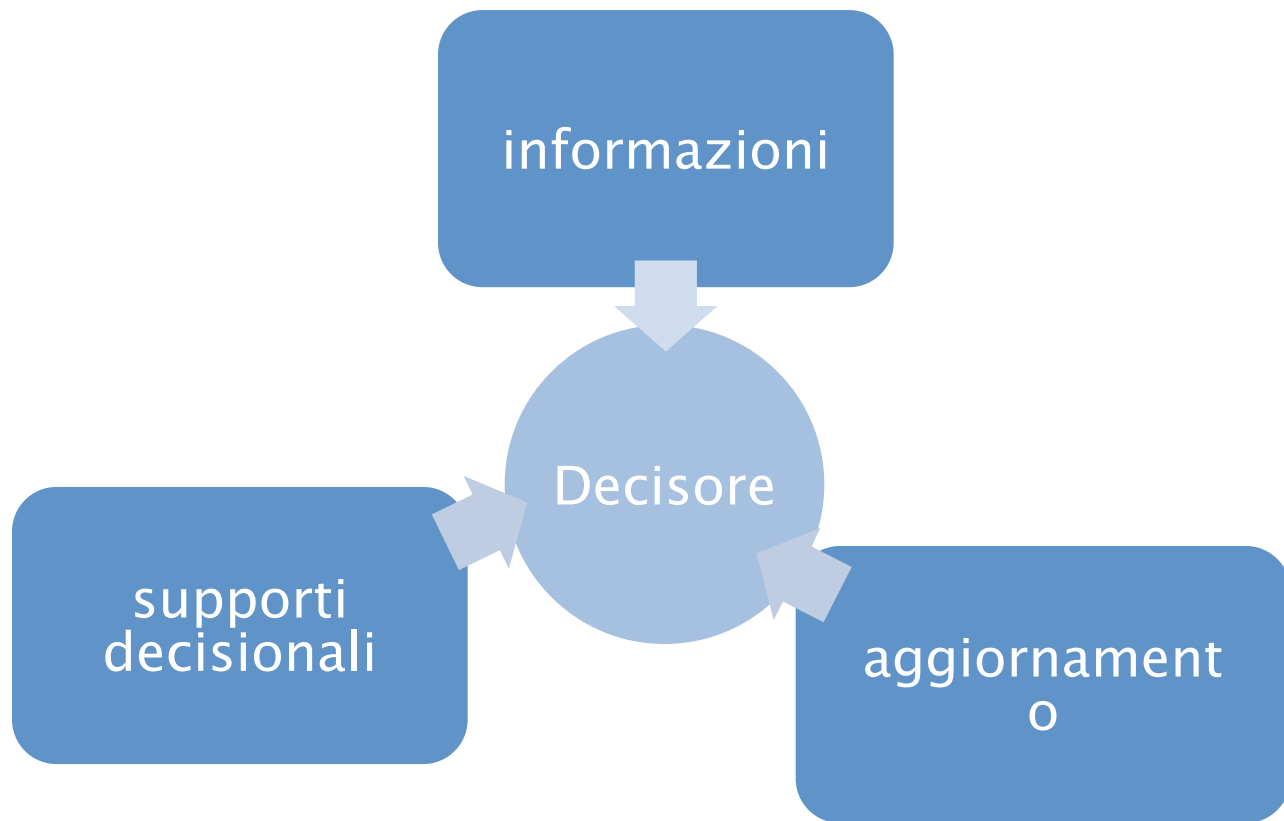 informazioni
Decisore
supporti
decisionali
aggiornament
o